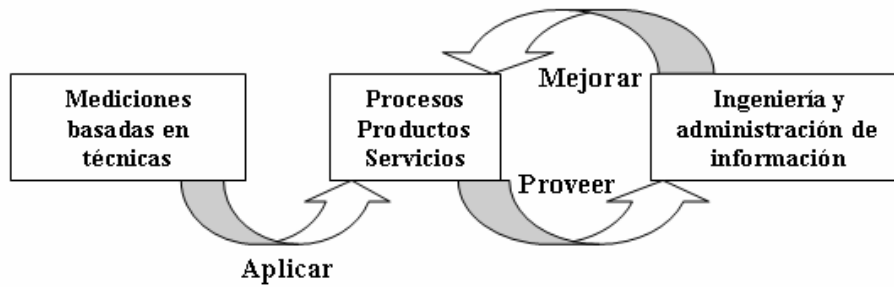 Mediciones
basadas en
técnicas
Procesos
Productos
Servicios
Mejorar
Proveer
Ingeniería y
administración de
información
Aplicar